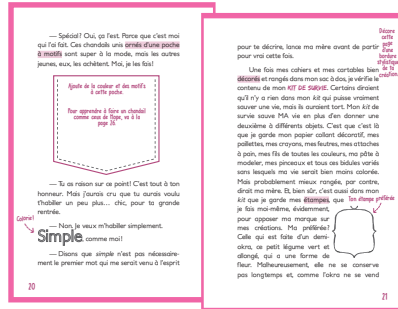 — Spécial? Oui, ça l'est. Parce que c'est moi
qui l'ai fait. Ces chandails unis ornés d'une poche
à motifs sont super à la mode, mais les autres
jeunes, eux, les achètent. Moi, je les fais!
Ajoute de la couleur et des motifs
à cette poche.
Pour apprendre à faire un chandail
comme ceux de Flope, va à la
page 26.
— Tu as raison sur ce point! C'est tout à ton
honneur. Mais j'aurais cru que tu aurais voulu
t'habiller un peu plus... chic, pour ta grande
rentrée.
Colorie!
— Non. Je veux m'habiller simplement.
Simple, comme moi!
— Disons que simple n'est pas nécessaire-
ment le premier mot qui me serait venu à l'esprit
20
Décore
cette
page
d'une
bordure
stylistique
de ta
création.
pour te décrire, lance ma mère avant de partir
pour vrai cette fois.
Une fois mes cahiers et mes cartables bien
décorés et rangés dans mon sac à dos, je vérifie le
contenu de mon KIT DE SURVIE. Certains diraient
qu'il n'y a rien dans mon kit qui puisse vraiment
sauver une vie, mais ils auraient tort. Mon kit de
survie sauve MA vie en plus d'en donner une
deuxième à différents objets. C'est que c'est là
que je garde mon papier collant décoratif, mes
paillettes, mes crayons, mes feutres, mes attaches
à pain, mes fils de toutes les couleurs, ma pâte à
modeler, mes pinceaux et tous ces bidules variés
sans lesquels ma vie serait bien moins colorée.
Mais probablement mieux rangée, par contre,
dirait ma mère. Et, bien sûr, c'est aussi dans mon
kit que je garde mes étampes, que
je fais moi-même, évidemment,
pour apposer ma marque sur
mes créations. Ma préférée?
Celle qui est faite d'un demi-
okra, ce petit légume vert et
allongé, qui a une forme de
fleur. Malheureusement, elle ne se conserve
pas longtemps et, comme l'okra ne se vend
Ton étampe préférée
21